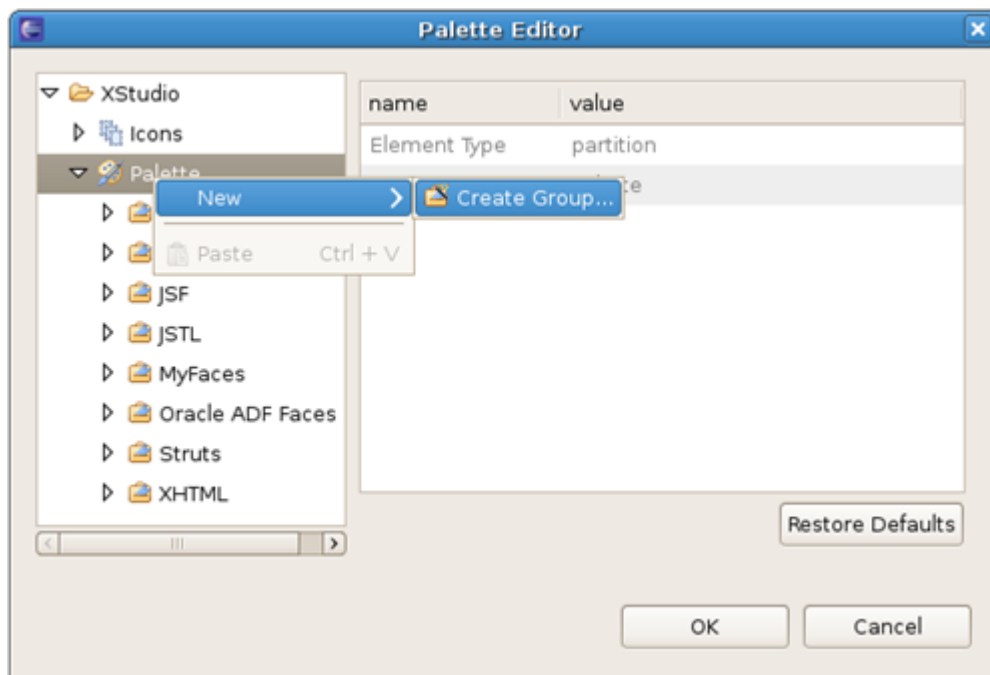 Palette Editor
XStudio
Icons
Palette
New
Create Group...
Paste Ctrl + V
JSF
JSTL
MyFaces
Oracle ADF Faces
Struts
XHTML
name value
Element Type partition
Restore Defaults
OK Cancel